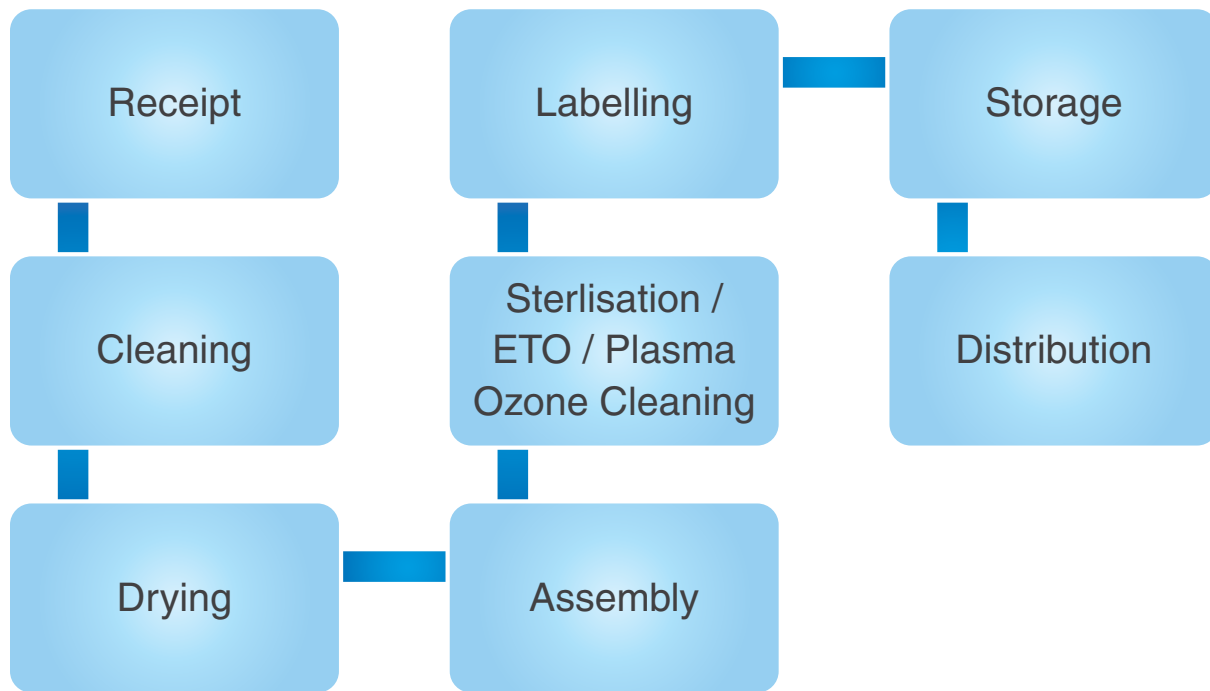 Receipt
Cleaning
Drying
Assembly
Sterlisation /
ETO / Plasma
Ozone Cleaning
Labelling
Storage
Distribution